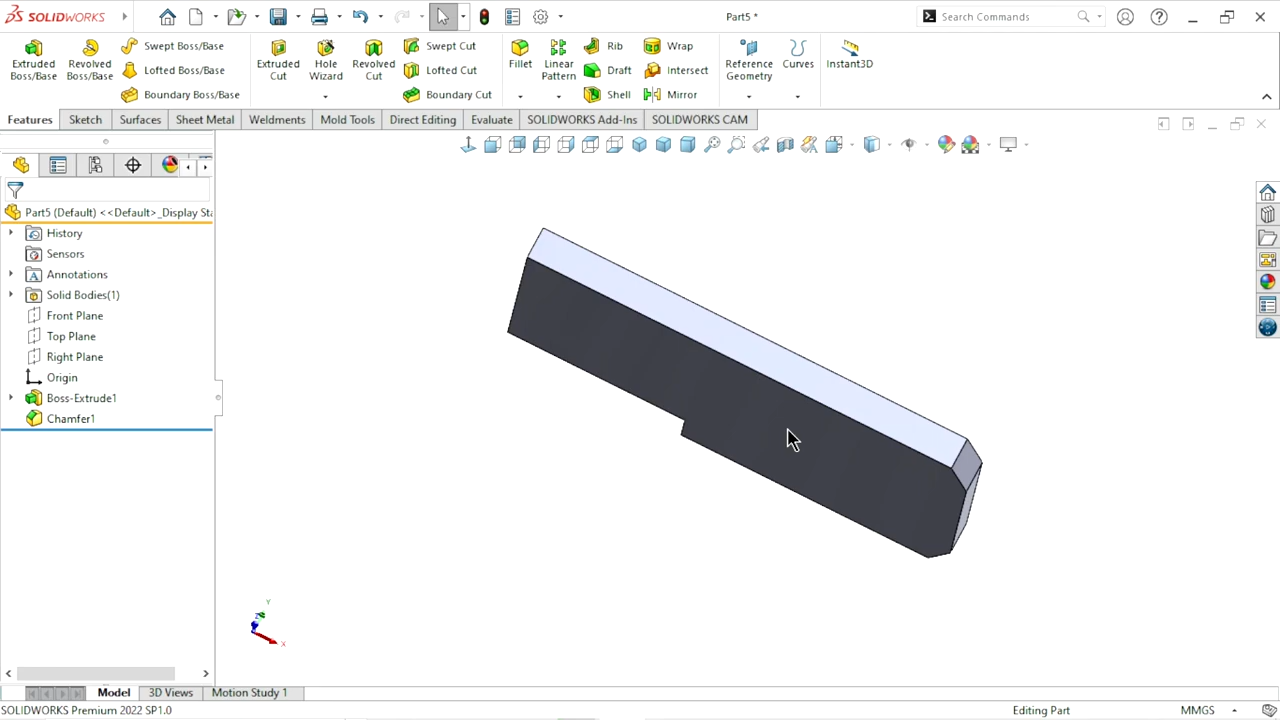 SOLIDWORKS
Part5 *
Search Commands
Extruded Boss/Base
Revolved Boss/Base
Swept Boss/Base
Lofted Boss/Base
Boundary Boss/Base
Extruded Cut
Hole Wizard
Revolved Cut
Swept Cut
Lofted Cut
Boundary Cut
Fillet
Linear Pattern
Rib
Draft
Shell
Wrap
Intersect
Mirror
Reference Geometry
Curves
Instant3D
Features
Sketch
Surfaces
Sheet Metal
Weldments
Mold Tools
Direct Editing
Evaluate
SOLIDWORKS Add-Ins
SOLIDWORKS CAM
Part5 (Default) <<Default>_Display Sta
History
Sensors
Annotations
Solid Bodies(1)
Front Plane
Top Plane
Right Plane
Origin
Boss-Extrude1
Chamfer1
Y
Z
X
Model
3D Views
Motion Study 1
SOLIDWORKS Premium 2022 SP1.0
Editing Part
MMGS